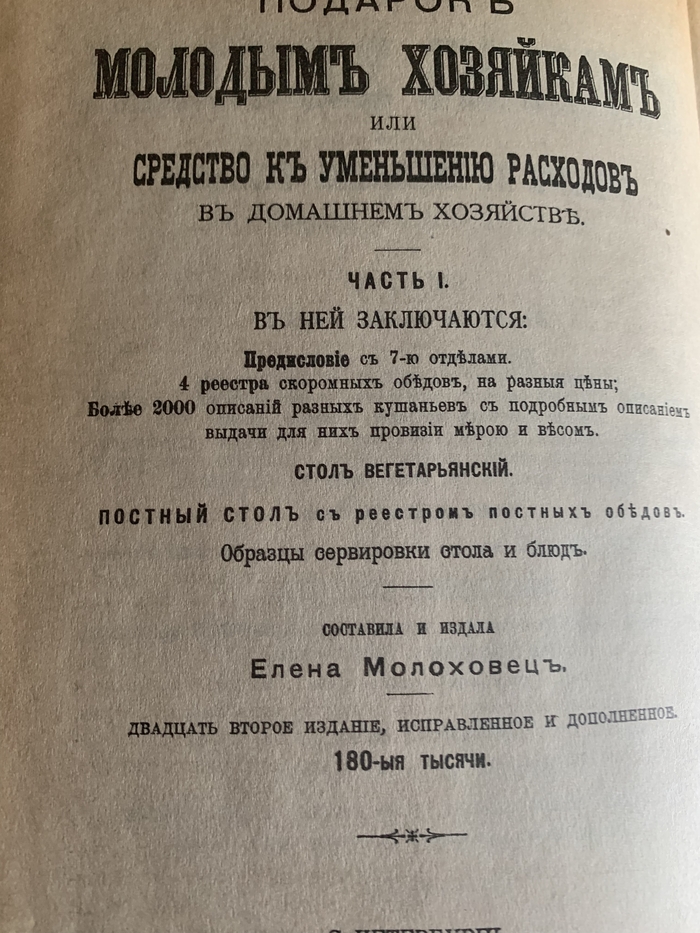 ПОДАРОКЪ
МОЛОДЫМЪ ХОЗЯЙКАМЪ
ИЛИ
СРЕДСТВО КЪ УМЕНЬШЕНІЮ РАСХОДОВЪ
ВЪ ДОМАШНЕМЪ ХОЗЯЙСТВѢ.
ЧАСТЬ I.
ВЪ НЕЙ ЗАКЛЮЧАЮТСЯ:
Предисловіе съ 7-ю отдѣлами.
4 реестра скоромныхъ обѣдовъ, на разныя цѣны;
Болѣе 2000 описаній разныхъ кушаньевъ съ подробнымъ описаніемъ
выдачи для нихъ провизіи мѣрою и вѣсомъ.
СТОЛЪ ВЕГЕТАРЬЯНСКІЙ.
ПОСТНЫЙ СТОЛЪ съ реестромъ постныхъ обѣдовъ.
Образцы сервировки стола и блюдъ.
СОСТАВИЛА И ИЗДАЛА
Елена Молоховецъ.
ДВАДЦАТЬ ВТОРОЕ ИЗДАНІЕ, ИСПРАВЛЕННОЕ И ДОПОЛНЕННОЕ.
180-ыя тысячи.
С.-ПЕТЕРБУРГЪ.